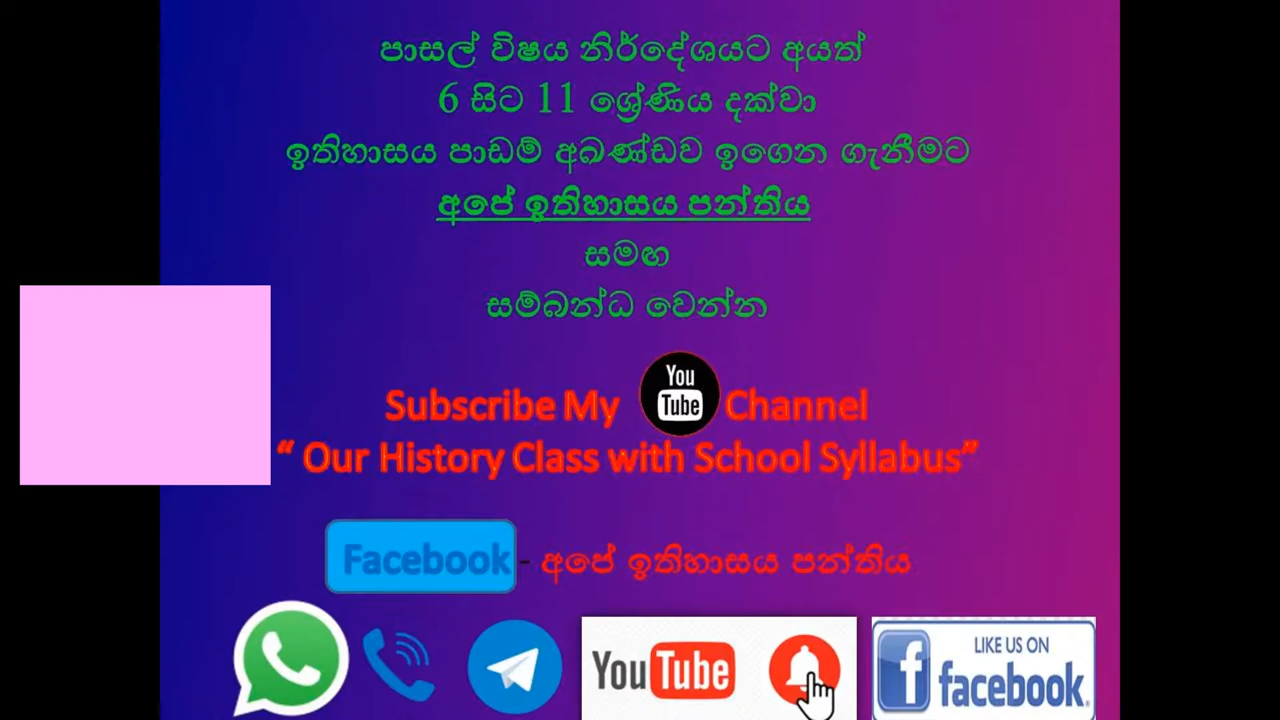 පාසල් විෂය නිර්දේශයට අයත්
6 සිට 11 ශ්‍රේණිය දක්වා
ඉතිහාසය පාඩම් අඛණ්ඩව ඉගෙන ගැනීමට
අපේ ඉතිහාසය පන්තිය
සමඟ
සම්බන්ධ වෙන්න
Subscribe My You Tube Channel
“ Our History Class with School Syllabus”
Facebook - අපේ ඉතිහාසය පන්තිය
YouTube
LIKE US ON
facebook.